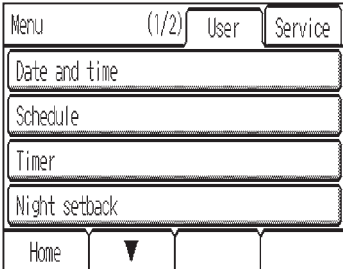 Menu (1/2) User Service
Date and time
Schedule
Timer
Night setback
Home ▼